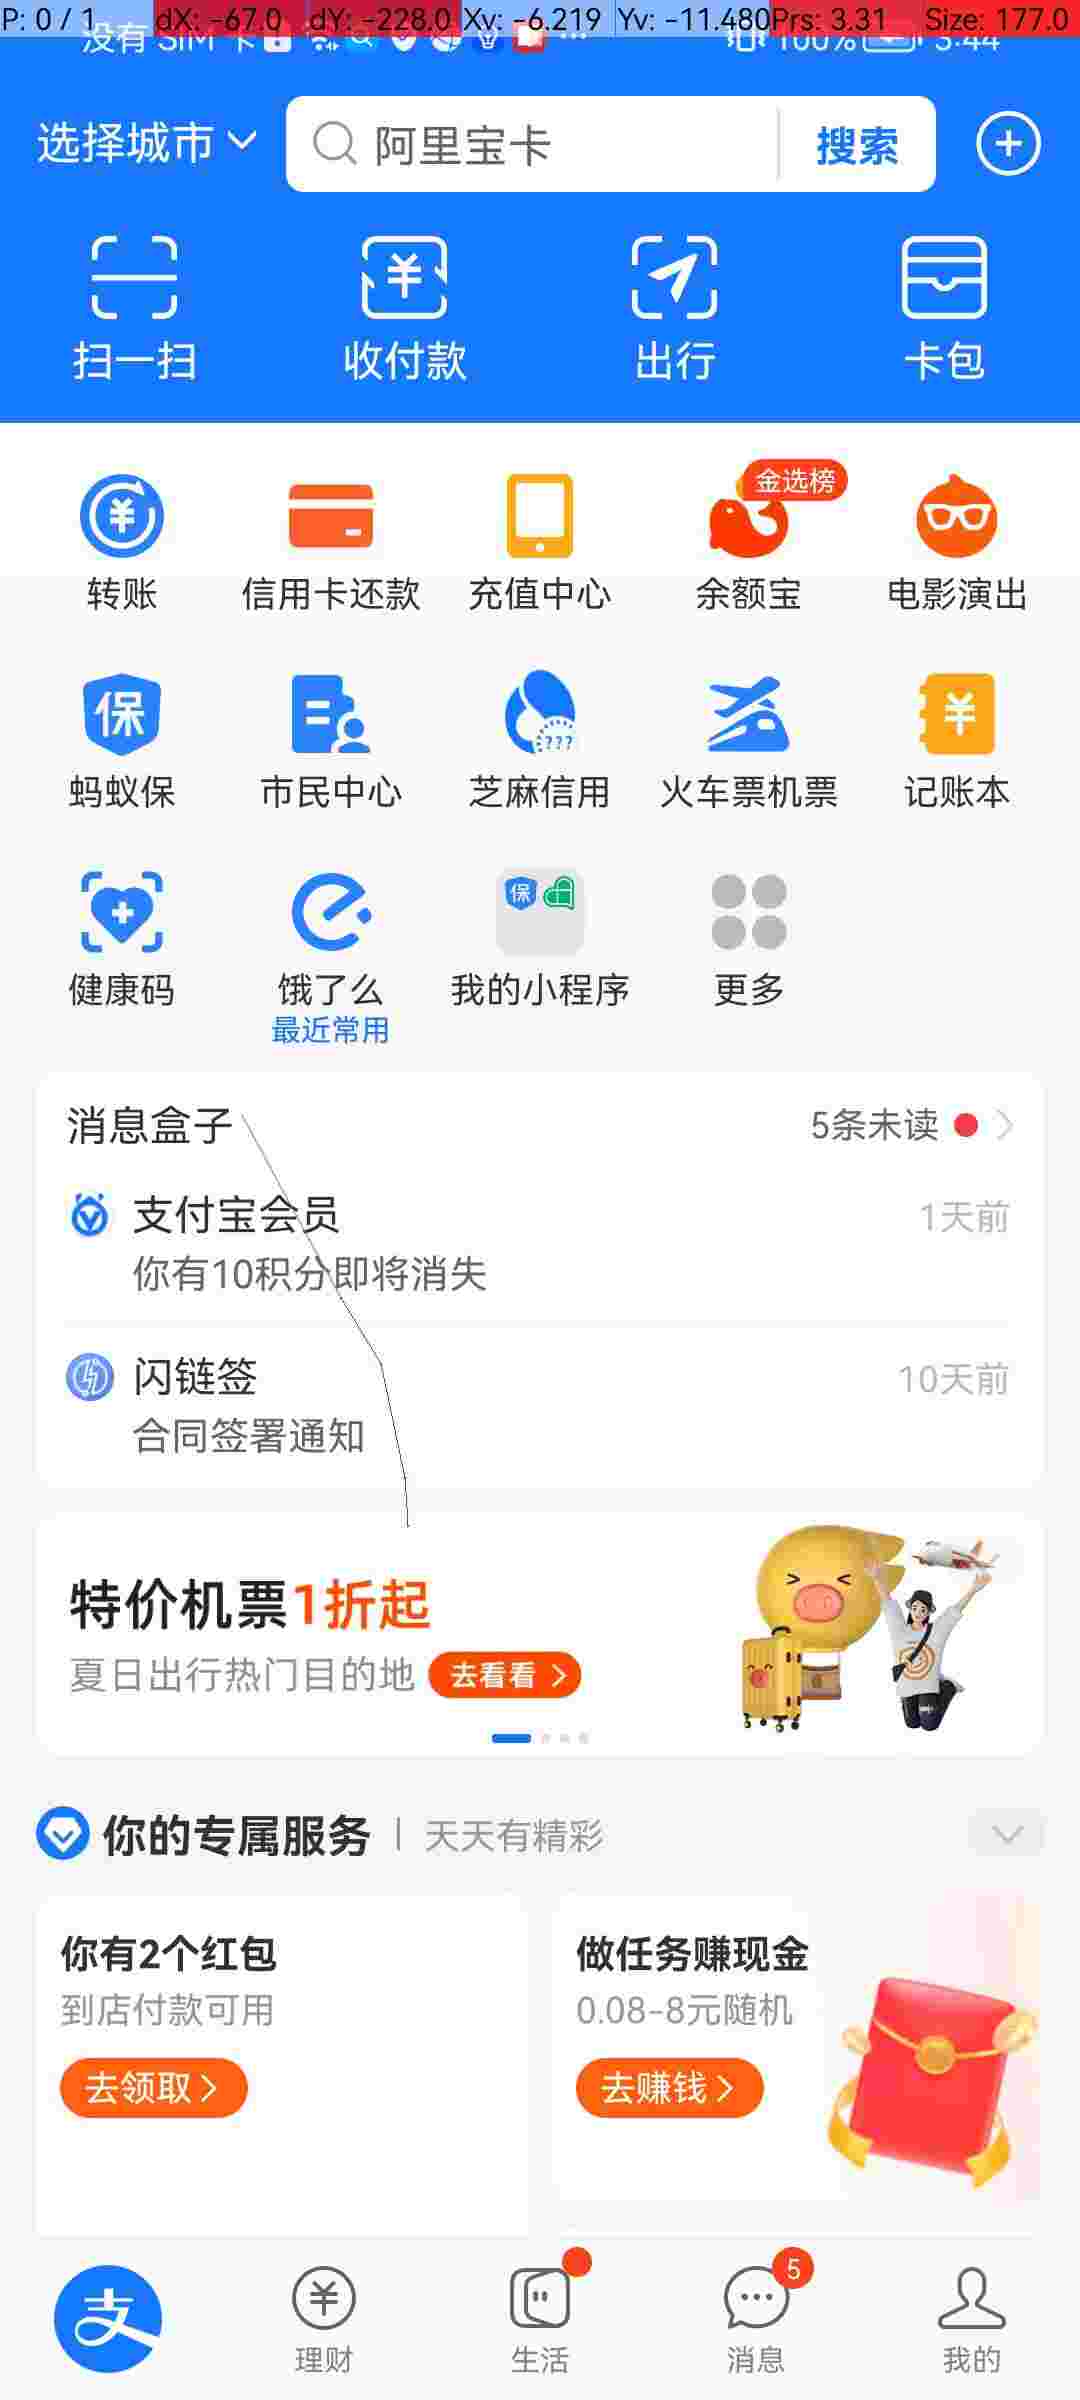 P: 0 / 1 dX: -67.0 dY: -228.0 Xv: -6.219 Yv: -11.480 Prs: 3.31 Size: 177.0
没有 SIM 卡 100% 3:44
选择城市 阿里宝卡 搜索
扫一扫 收付款 出行 卡包
金选榜
转账 信用卡还款 充值中心 余额宝 电影演出
保 ???
蚂蚁保 市民中心 芝麻信用 火车票机票 记账本
保
健康码 饿了么 我的小程序 更多
最近常用
消息盒子 5条未读
支付宝会员 1天前
你有10积分即将消失
闪链签 10天前
合同签署通知
特价机票1折起
夏日出行热门目的地 去看看
你的专属服务 天天有精彩
你有2个红包 做任务赚现金
到店付款可用 0.08-8元随机
去领取 去赚钱
支 5
理财 生活 消息 我的